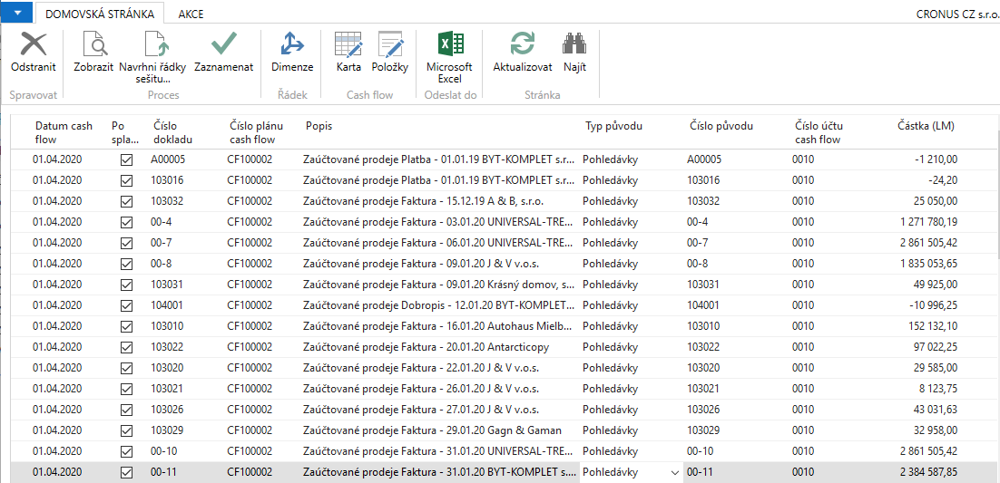 DOMOVSKÁ STRÁNKA AKCE CRONUS CZ s.r.o.
Odstranit Zobrazit Navrhni řádky sešitu... Zaznamenat Dimenze Karta Položky Microsoft Excel Aktualizovat Najít
Spravovat Proces Řádek Cash flow Odeslat do Stránka
Datum cash flow Po spla... Číslo dokladu Číslo plánu cash flow Popis Typ původu Číslo původu Číslo účtu cash flow Částka (LM)
01.04.2020 A00005 CF100002 Zaúčtované prodeje Platba - 01.01.19 BYT-KOMPLET s.r... Pohledávky A00005 0010 -1 210,00
01.04.2020 103016 CF100002 Zaúčtované prodeje Platba - 01.01.20 BYT-KOMPLET s.r... Pohledávky 103016 0010 -24,20
01.04.2020 103032 CF100002 Zaúčtované prodeje Faktura - 15.12.19 A & B, s.r.o. Pohledávky 103032 0010 25 050,00
01.04.2020 00-4 CF100002 Zaúčtované prodeje Faktura - 03.01.20 UNIVERSAL-TRE... Pohledávky 00-4 0010 1 271 780,19
01.04.2020 00-7 CF100002 Zaúčtované prodeje Faktura - 06.01.20 UNIVERSAL-TRE... Pohledávky 00-7 0010 2 861 505,42
01.04.2020 00-8 CF100002 Zaúčtované prodeje Faktura - 09.01.20 J & V v.o.s. Pohledávky 00-8 0010 1 835 053,65
01.04.2020 103031 CF100002 Zaúčtované prodeje Faktura - 09.01.20 Krásný domov, s... Pohledávky 103031 0010 49 925,00
01.04.2020 104001 CF100002 Zaúčtované prodeje Dobropis - 12.01.20 BYT-KOMPLET... Pohledávky 104001 0010 -10 996,25
01.04.2020 103010 CF100002 Zaúčtované prodeje Faktura - 16.01.20 Autohaus Mielb... Pohledávky 103010 0010 152 132,10
01.04.2020 103022 CF100002 Zaúčtované prodeje Faktura - 20.01.20 Antarcticopy Pohledávky 103022 0010 97 022,25
01.04.2020 103020 CF100002 Zaúčtované prodeje Faktura - 22.01.20 J & V v.o.s. Pohledávky 103020 0010 29 585,00
01.04.2020 103021 CF100002 Zaúčtované prodeje Faktura - 26.01.20 J & V v.o.s. Pohledávky 103021 0010 8 123,75
01.04.2020 103026 CF100002 Zaúčtované prodeje Faktura - 27.01.20 J & V v.o.s. Pohledávky 103026 0010 43 031,63
01.04.2020 103029 CF100002 Zaúčtované prodeje Faktura - 29.01.20 Gagn & Gaman Pohledávky 103029 0010 32 958,00
01.04.2020 00-10 CF100002 Zaúčtované prodeje Faktura - 31.01.20 UNIVERSAL-TRE... Pohledávky 00-10 0010 2 861 505,42
01.04.2020 00-11 CF100002 Zaúčtované prodeje Faktura - 31.01.20 BYT-KOMPLET s.... Pohledávky 00-11 0010 2 384 587,85